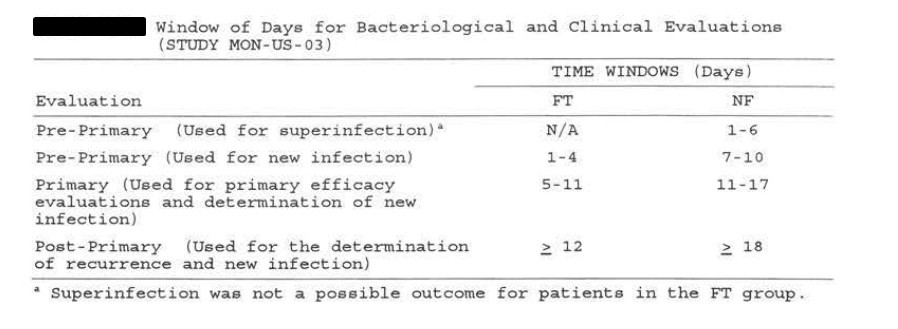 Window of Days for Bacteriological and Clinical Evaluations
(STUDY MON-US-03)
TIME WINDOWS (Days)
Evaluation FT NF
Pre-Primary (Used for superinfection)ᵃ N/A 1-6
Pre-Primary (Used for new infection) 1-4 7-10
Primary (Used for primary efficacy 5-11 11-17
evaluations and determination of new
infection)
Post-Primary (Used for the determination ≥ 12 ≥ 18
of recurrence and new infection)
ᵃ Superinfection was not a possible outcome for patients in the FT group.